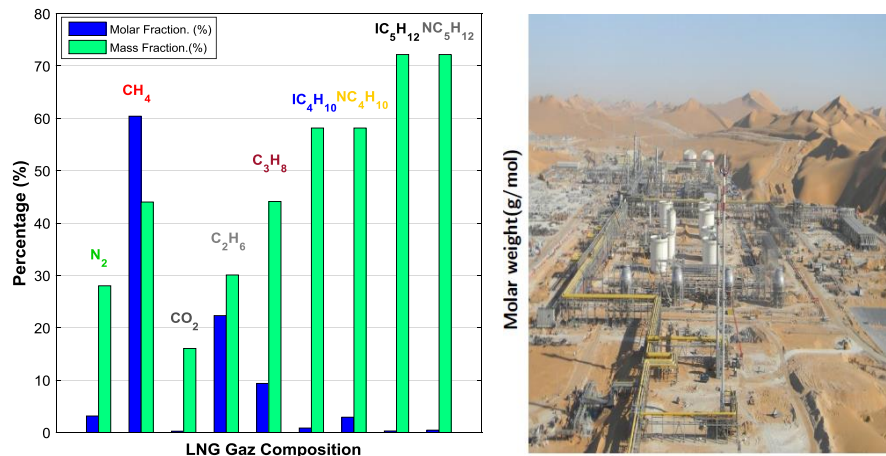 80
70
60
50
40
30
20
10
0
Percentage (%)
Molar Fraction. (%)
Mass Fraction.(%)
N₂
CH₄
CO₂
C₂H₆
C₃H₈
IC₄H₁₀
NC₄H₁₀
IC₅H₁₂
NC₅H₁₂
LNG Gaz Composition
Molar weight(g/mol)